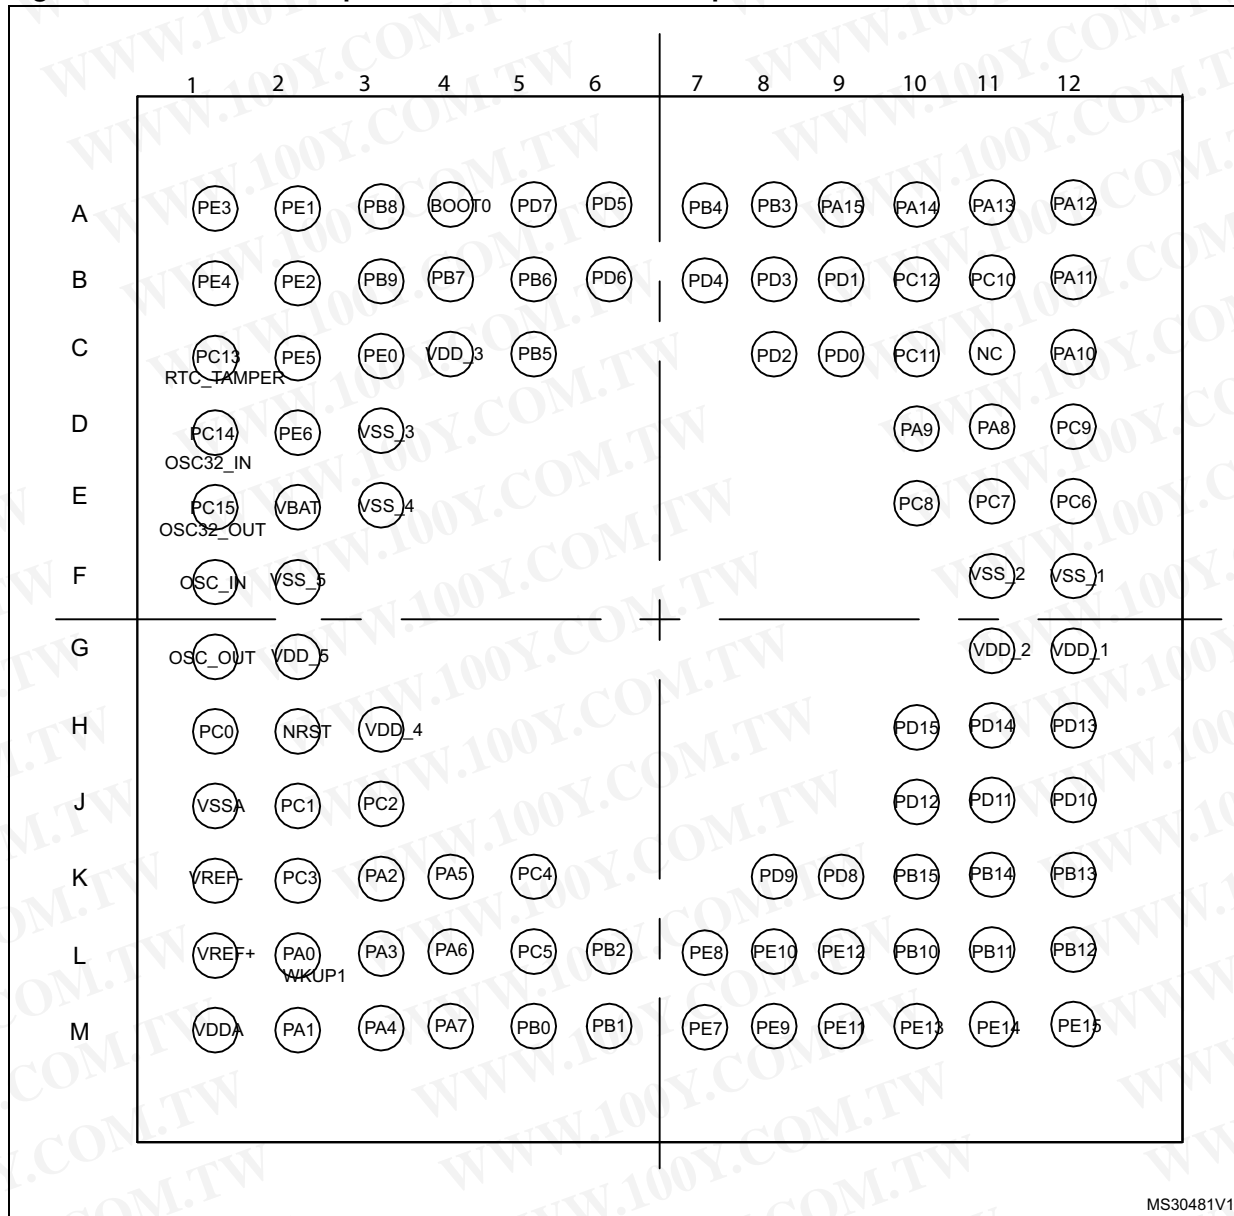 1 2 3 4 5 6 7 8 9 10 11 12
A PE3 PE1 PB8 BOOT0 PD7 PD5 PB4 PB3 PA15 PA14 PA13 PA12
B PE4 PE2 PB9 PB7 PB6 PD6 PD4 PD3 PD1 PC12 PC10 PA11
C PC13 PE5 PE0 VDD_3 PB5 PD2 PD0 PC11 NC PA10
RTC_TAMPER
D PC14 PE6 VSS_3 PA9 PA8 PC9
OSC32_IN
E PC15 VBAT VSS_4 PC8 PC7 PC6
OSC32_OUT
F OSC_IN VSS_5 VSS_2 VSS_1
G OSC_OUT VDD_5 VDD_2 VDD_1
H PC0 NRST VDD_4 PD15 PD14 PD13
J VSSA PC1 PC2 PD12 PD11 PD10
K VREF- PC3 PA2 PA5 PC4 PD9 PD8 PB15 PB14 PB13
L VREF+ PA0 PA3 PA6 PC5 PB2 PE8 PE10 PE12 PB10 PB11 PB12
WKUP1
M VDDA PA1 PA4 PA7 PB0 PB1 PE7 PE9 PE11 PE13 PE14 PE15
MS30481V1
WWW.100Y.COM.TW